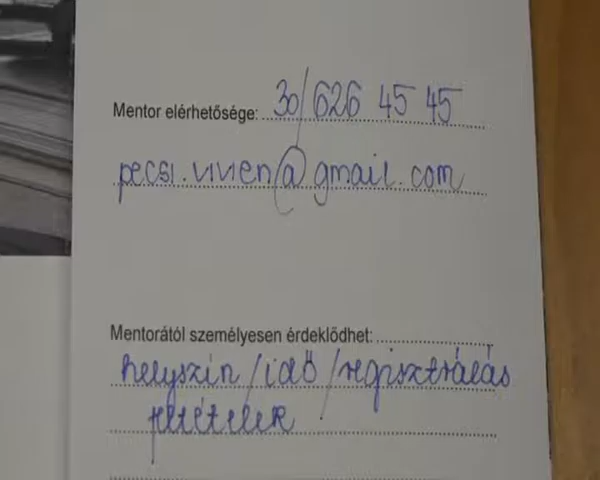 Mentor elérhetősége: 30/626 45 45
pecsi.vivien@gmail.com
Mentorától személyesen érdeklődhet:
helyszín/idő/regisztrálás
feltételek